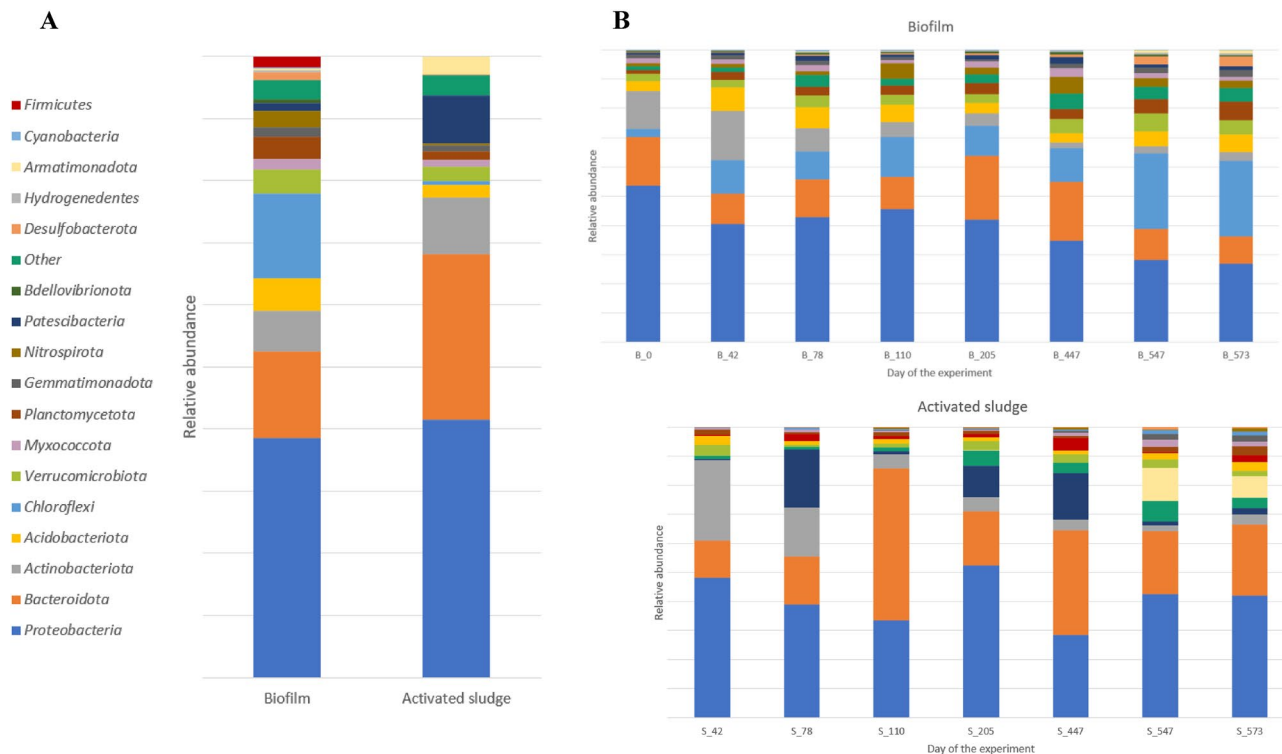 A
Firmicutes
Cyanobacteria
Armatimonadota
Hydrogenedentes
Desulfobacterota
Other
Bdellovibrionota
Patescibacteria
Nitrospirota
Gemmatimonadota
Planctomycetota
Myxococcota
Verrucomicrobiota
Chloroflexi
Acidobacteriota
Actinobacteriota
Bacteroidota
Proteobacteria
Relative abundance
Biofilm Activated sludge
B
Biofilm
Relative abundance
B_0 B_42 B_78 B_110 B_205 B_447 B_547 B_573
Day of the experiment
Activated sludge
Relative abundance
S_42 S_78 S_110 S_205 S_447 S_547 S_573
Day of the experiment